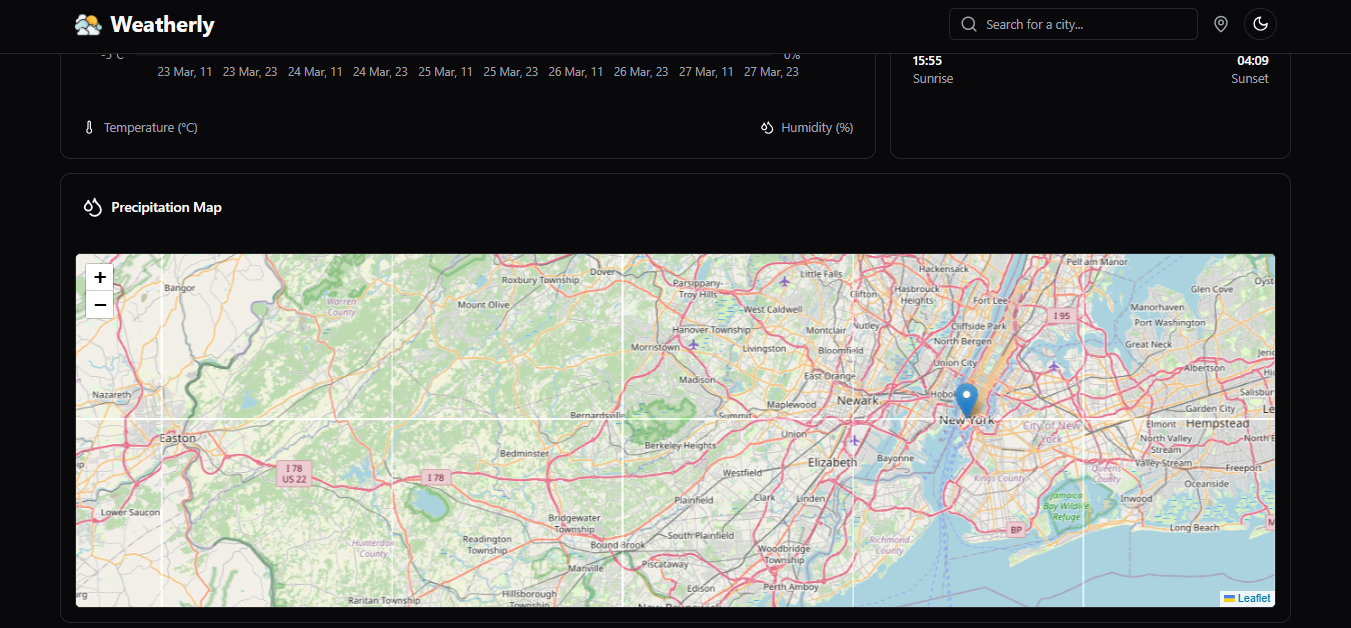 Weatherly
Search for a city...
-5°C
0%
23 Mar, 11 23 Mar, 23 24 Mar, 11 24 Mar, 23 25 Mar, 11 25 Mar, 23 26 Mar, 11 26 Mar, 23 27 Mar, 11 27 Mar, 23
Temperature (°C)
Humidity (%)
15:55
Sunrise
04:09
Sunset
Precipitation Map
+
−
Bangor
Warren
County
Roxbury Township
Dover
Parsippany-
Troy Hills
Little Falls
Hackensack
Pelham Manor
Glen Cove
Mount Olive
West Caldwell
Clifton
Hasbrouck
Heights
Fort Lee
I 95
Manorhaven
Port Washington
Hanover Township
Montclair
Nutley
Cliffside Park
North Bergen
Great Neck
Morristown
Livingston
Bloomfield
Union City
Albertson
Madison
East Orange
Nazareth
Maplewood
Newark
New York
Garden City
Bernardsville
Summit
Easton
Berkeley Heights
Union
City of New
York
Elmont
Hempstead
Bedminster
Elizabeth
Bayonne
North Valley
Stream
Valley Stream
Freeport
I 78
US 22
I 78
Westfield
Kings County
Queens
County
Oceanside
Lower Saucon
Plainfield
Clark
Linden
Jamaica
Bay Wildlife
Refuge
Inwood
Long Beach
Bridgewater
Township
BP
Hunterdon
County
Readington
Township
Bound Brook
South Plainfield
Woodbridge
Township
Richmond
County
Manville
Piscataway
Raritan Township
Hillsborough
Township
Edison
Perth Amboy
New Brunswick
Leaflet